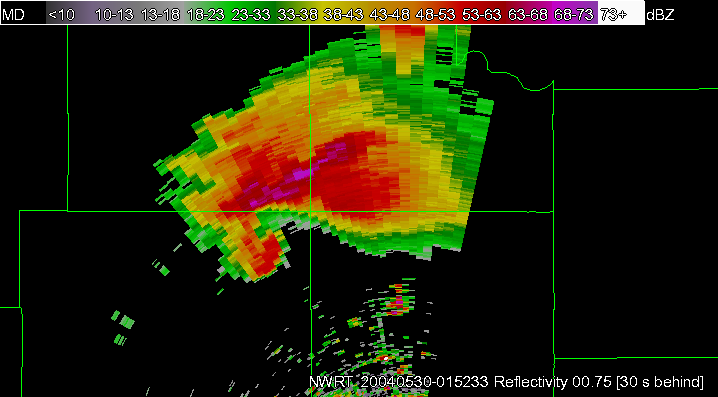 MD <10 10-13 13-18 18-23 23-33 33-38 38-43 43-48 48-53 53-63 63-68 68-73 73+ dBZ
NWRT 20040530-015233 Reflectivity 00.75 [30 s behind]